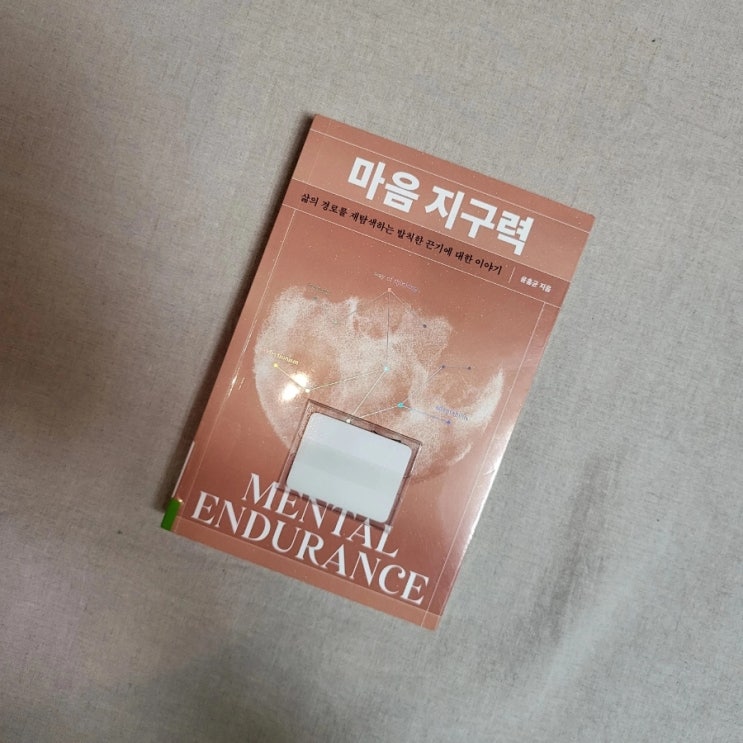 마음 지구력
삶의 경로를 재탐색하는 발칙한 끈기에 대한 이야기
윤홍균 지음
MENTAL
ENDURANCE